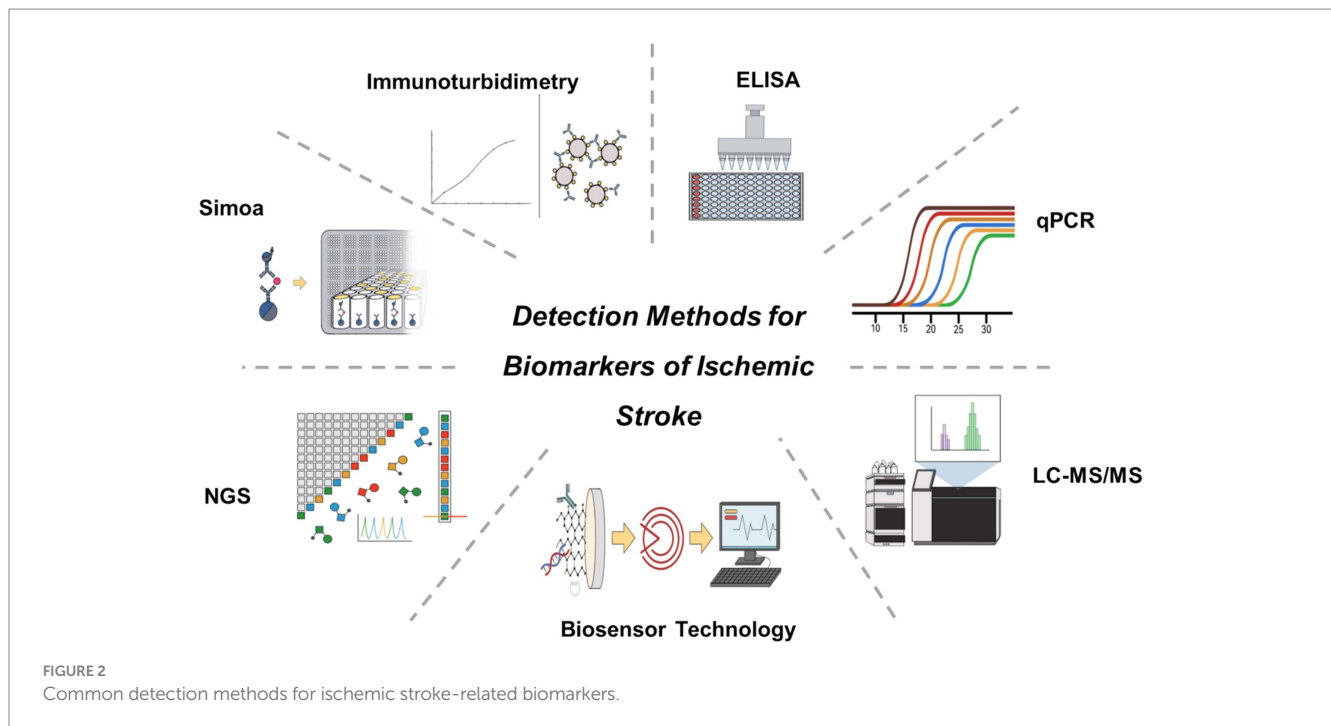 Immunoturbidimetry
ELISA
Simoa
qPCR
10 15 20 25 30
Detection Methods for
Biomarkers of Ischemic
Stroke
NGS
LC-MS/MS
Biosensor Technology
FIGURE 2
Common detection methods for ischemic stroke-related biomarkers.